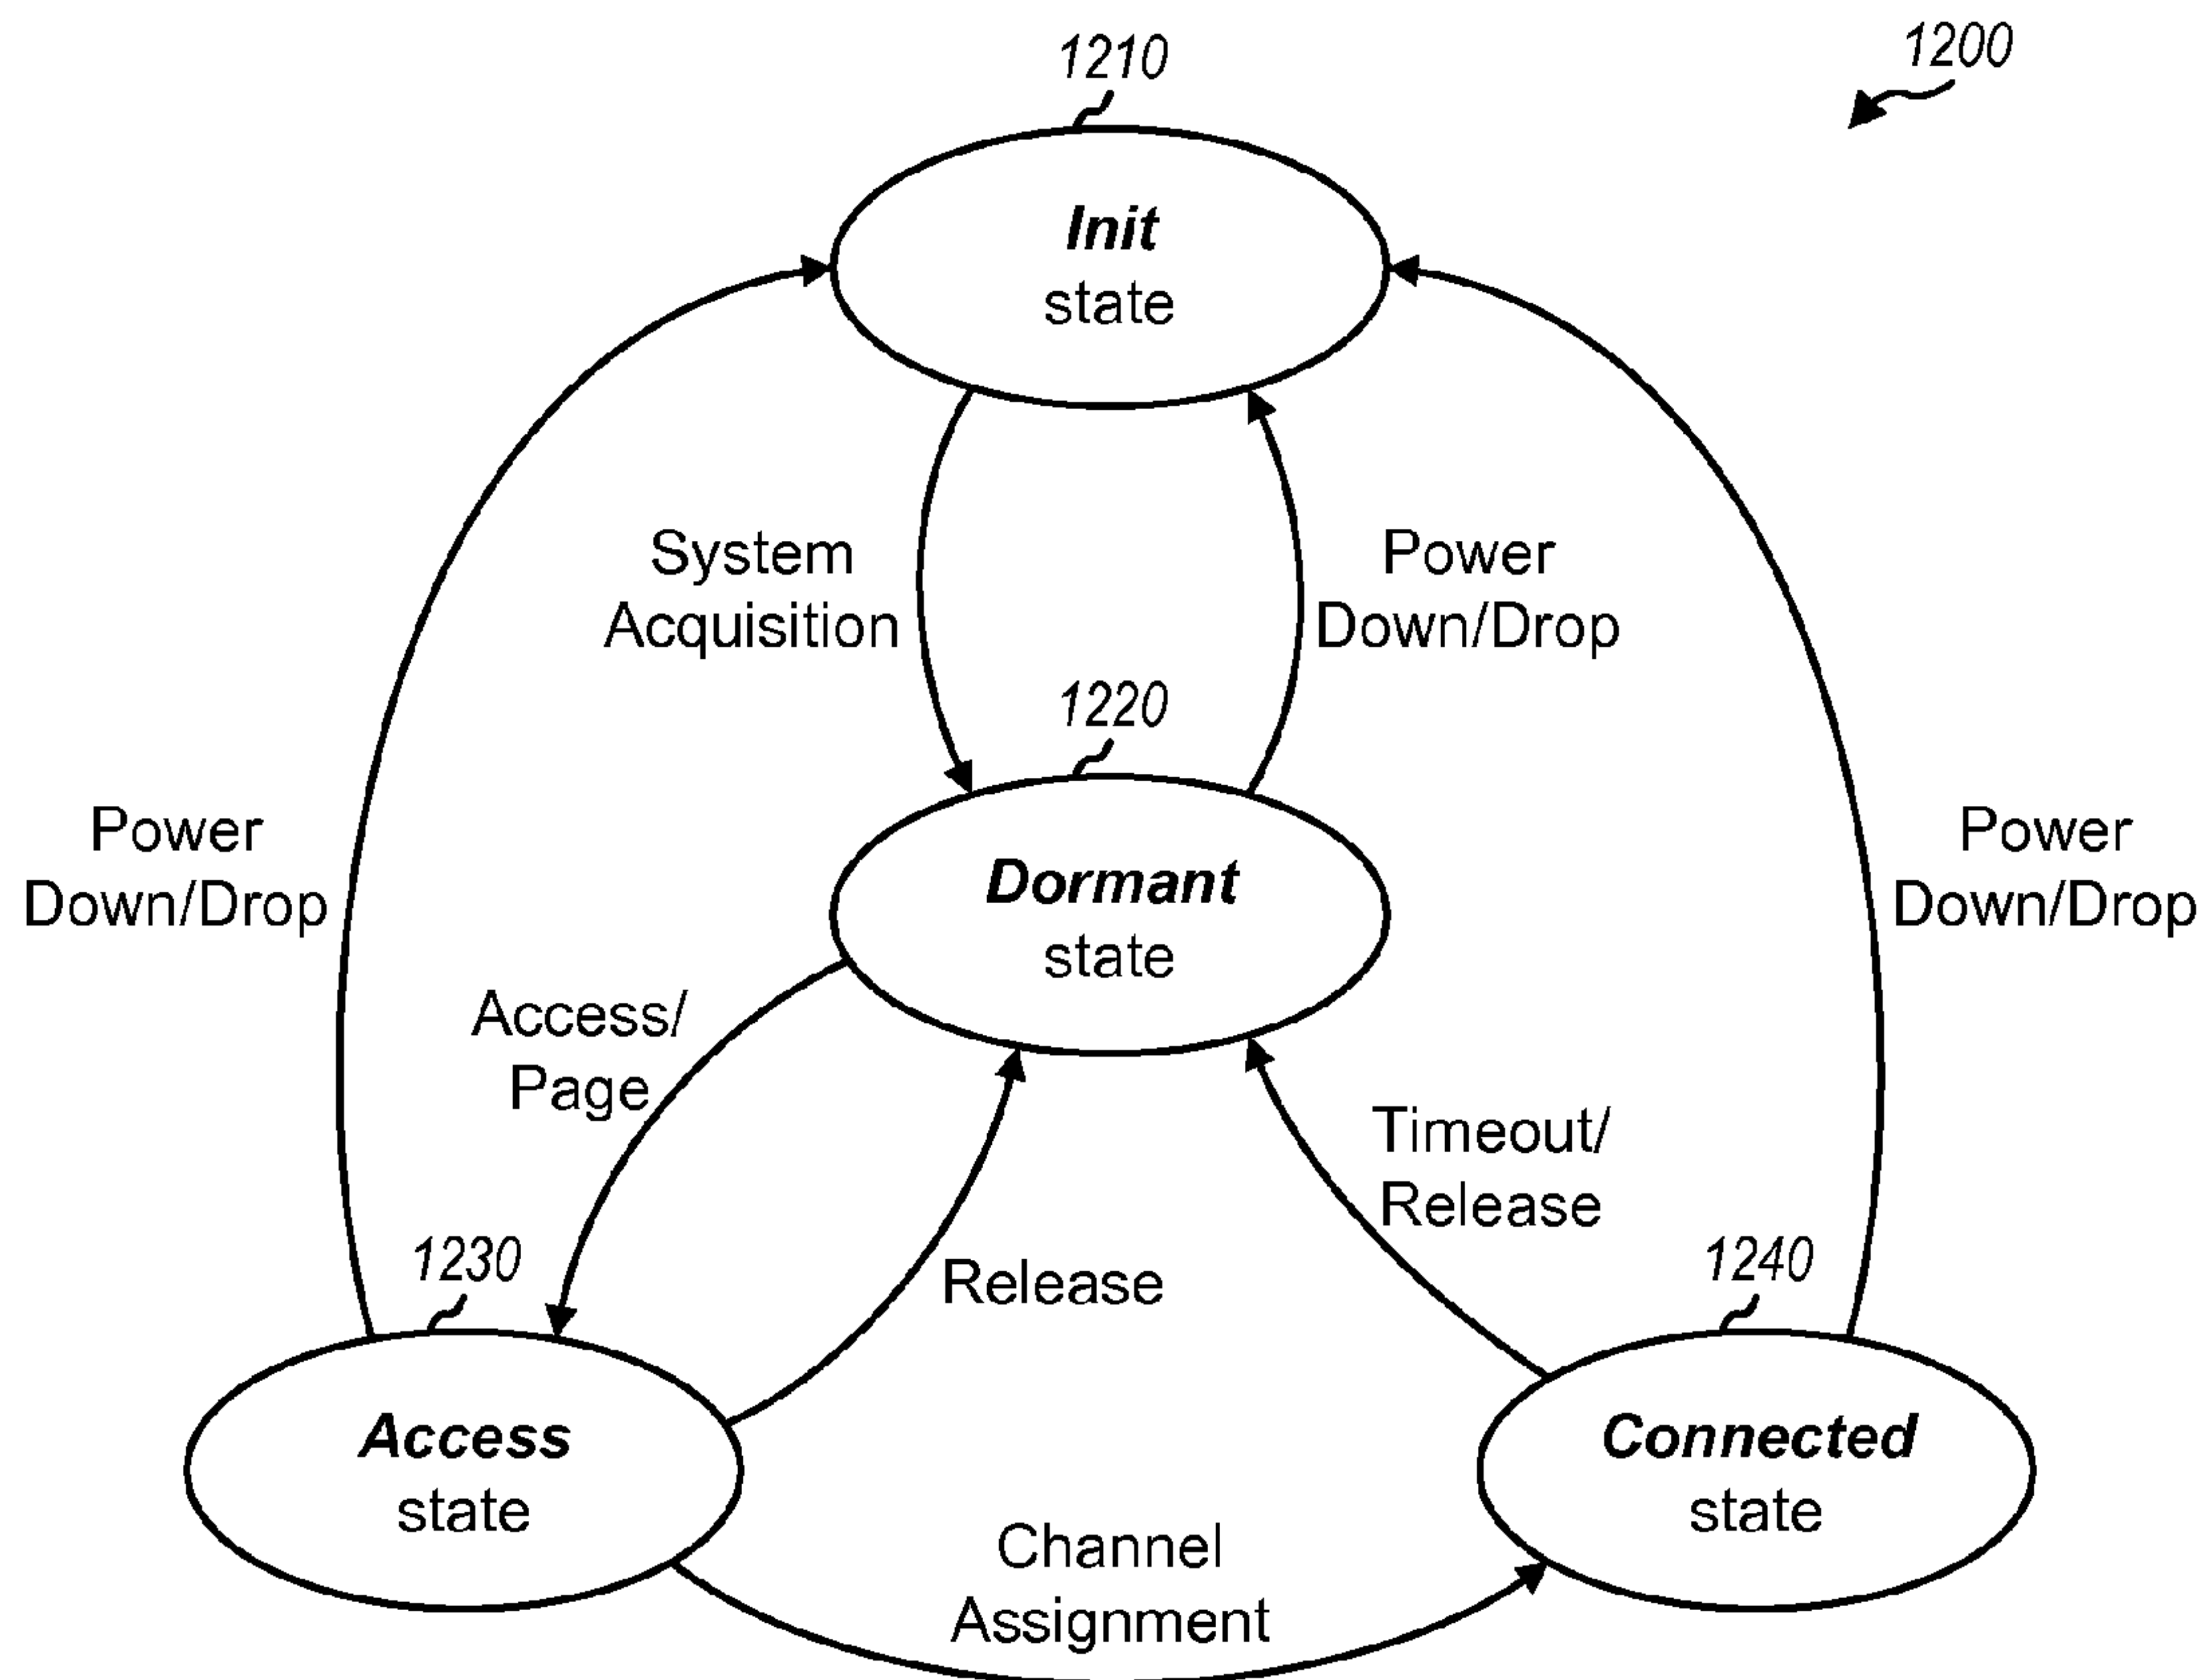 1210
1200
Init
state
System
Acquisition
Power
Down/Drop
1220
Power
Down/Drop
Dormant
state
Power
Down/Drop
Access/
Page
Timeout/
Release
1230
Release
1240
Access
state
Connected
state
Channel
Assignment